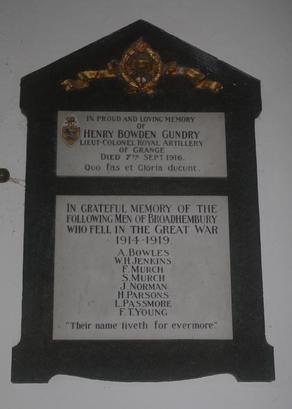 IN PROUD AND LOVING MEMORY
OF
HENRY BOWDEN GUNDRY
LIEUT-COLONEL ROYAL ARTILLERY
OF GRANGE
DIED 7TH SEPT 1916.
Quo fas et Gloria ducunt.
IN GRATEFUL MEMORY OF THE
FOLLOWING MEN OF BROADHEMBURY
WHO FELL IN THE GREAT WAR
1914-1919
A. BOWLES
W.H. JENKINS
F. MURCH
S. MURCH
J. NORMAN
H. PARSONS
L. PASSMORE
F. T. YOUNG
"Their name liveth for evermore"